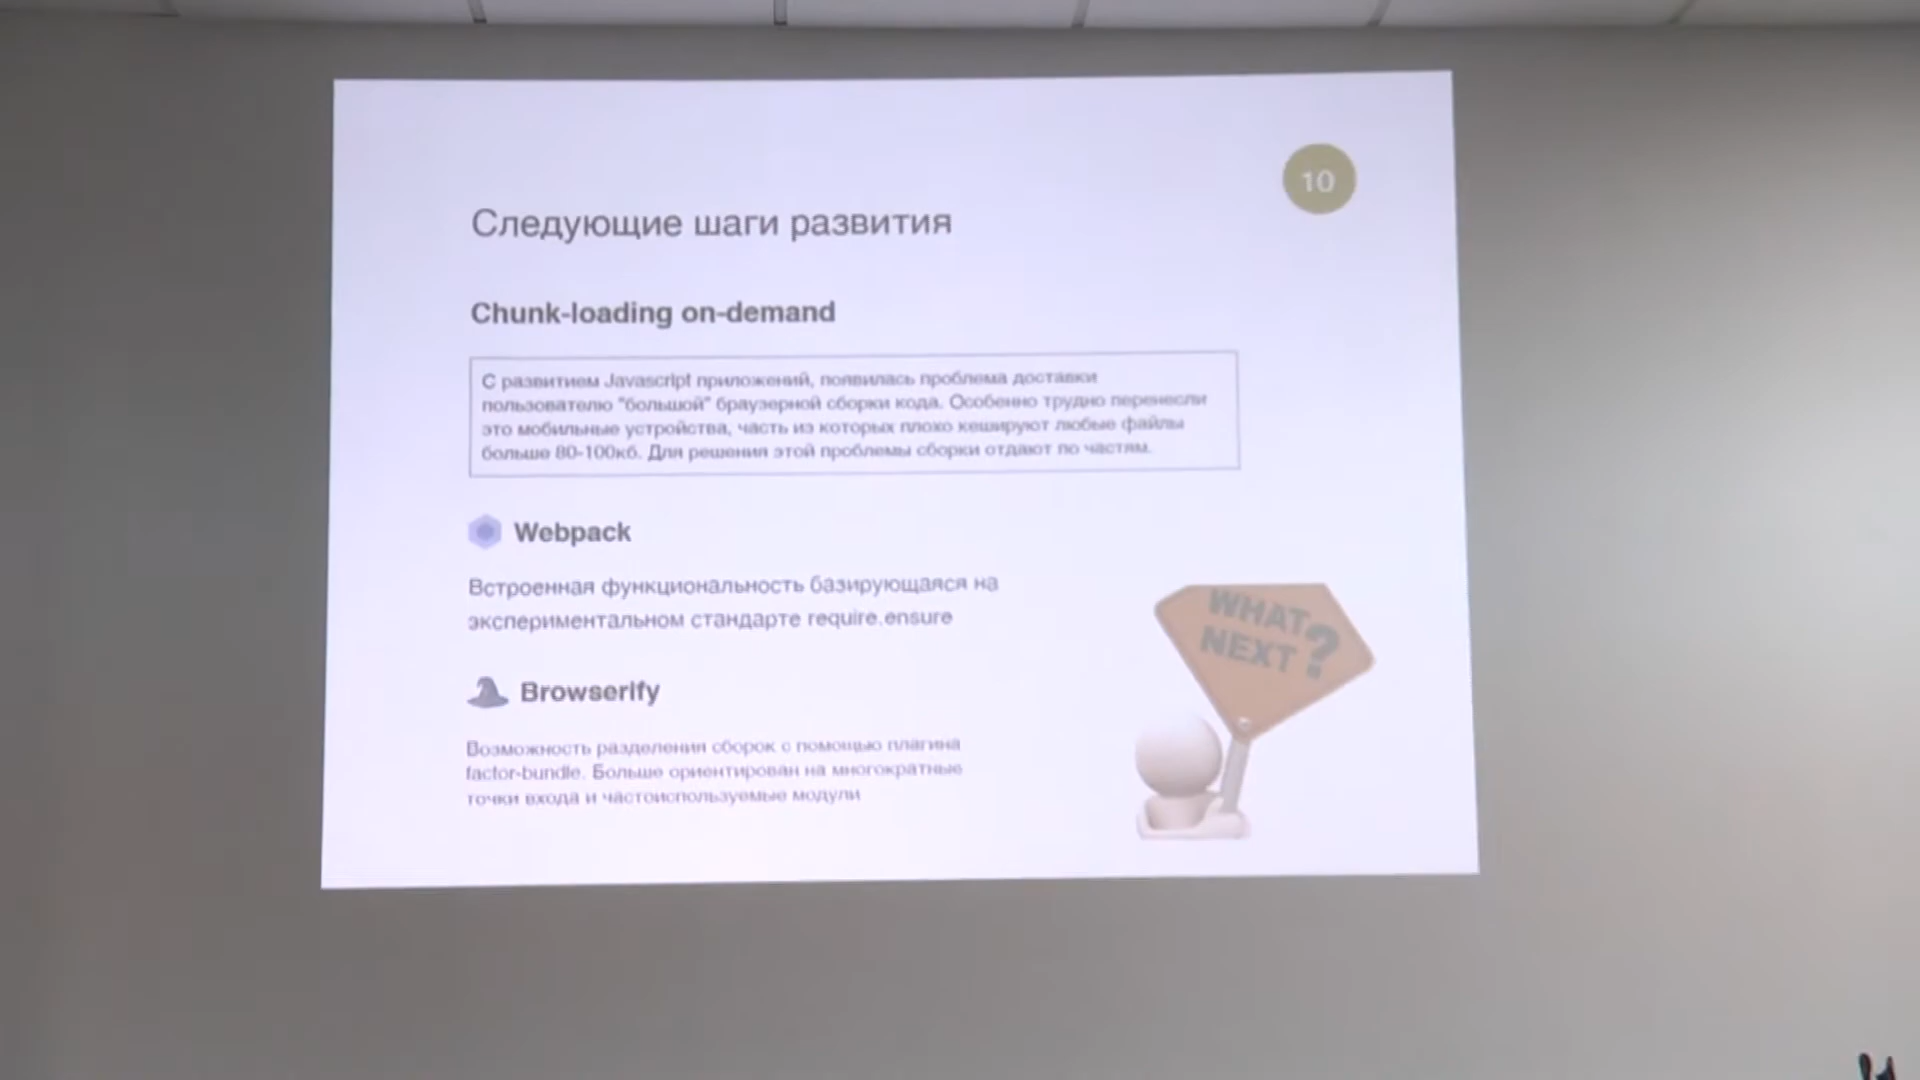 10
Следующие шаги развития
Chunk-loading on-demand
С развитием Javascript приложений, появилась проблема доставки
пользователю "большой" браузерной сборки кода. Особенно трудно перенесли
это мобильные устройства, часть из которых плохо кешируют любые файлы
больше 80-100кб. Для решения этой проблемы сборки отдают по частям.
Webpack
Встроенная функциональность базирующаяся на
экспериментальном стандарте require.ensure
Browserify
Возможность разделения сборок с помощью плагина
factor-bundle. Больше ориентирован на многократные
точки входа и частоиспользуемые модули
WHAT
NEXT?